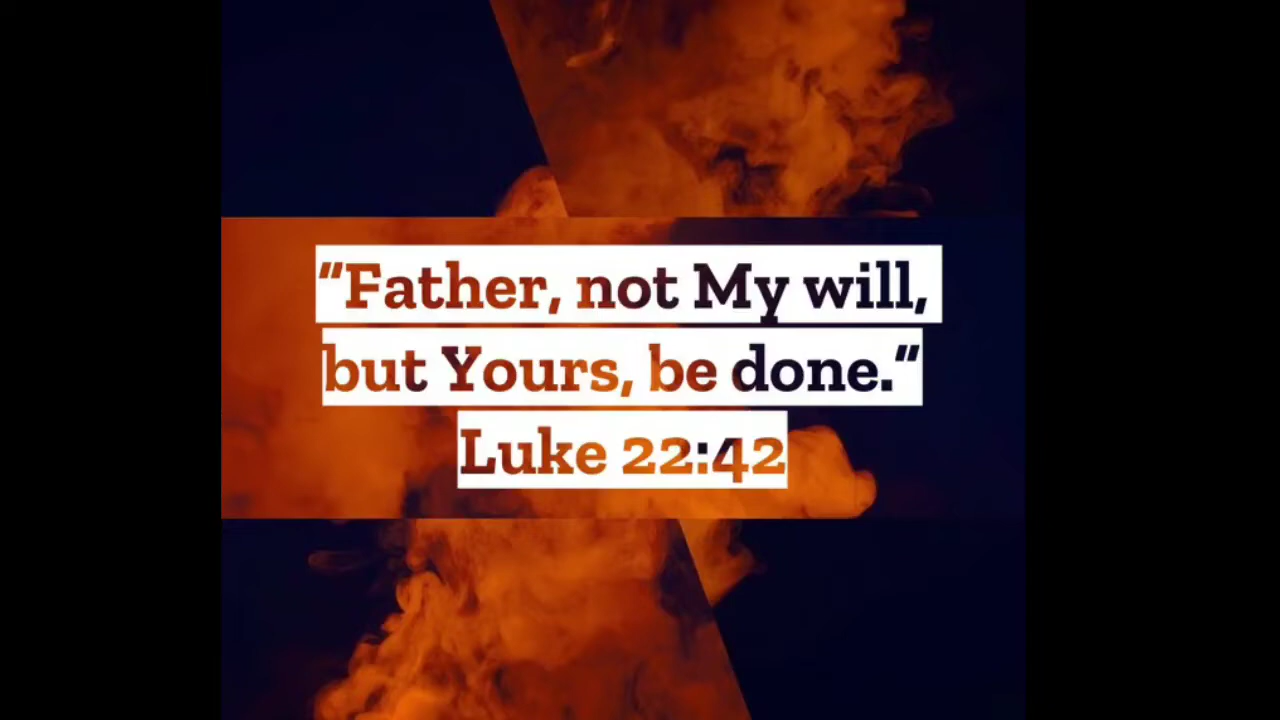 “Father, not My will,
but Yours, be done.”
Luke 22:42